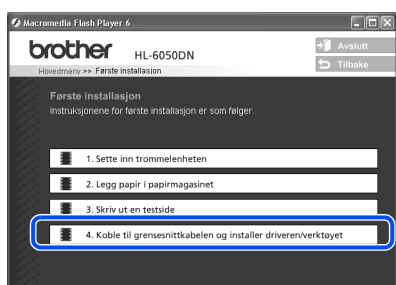 Macromedia Flash Player 6
brother HL-6050DN
Avslutt
Hovedmeny >> Første installasjon
Tilbake
Første installasjon
Instruksjonene for første installasjon er som følger.
1. Sette inn trommelenheten
2. Legg papir i papirmagasinet
3. Skriv ut en testside
4. Koble til grensesnittkabelen og installer driveren/verktøyet